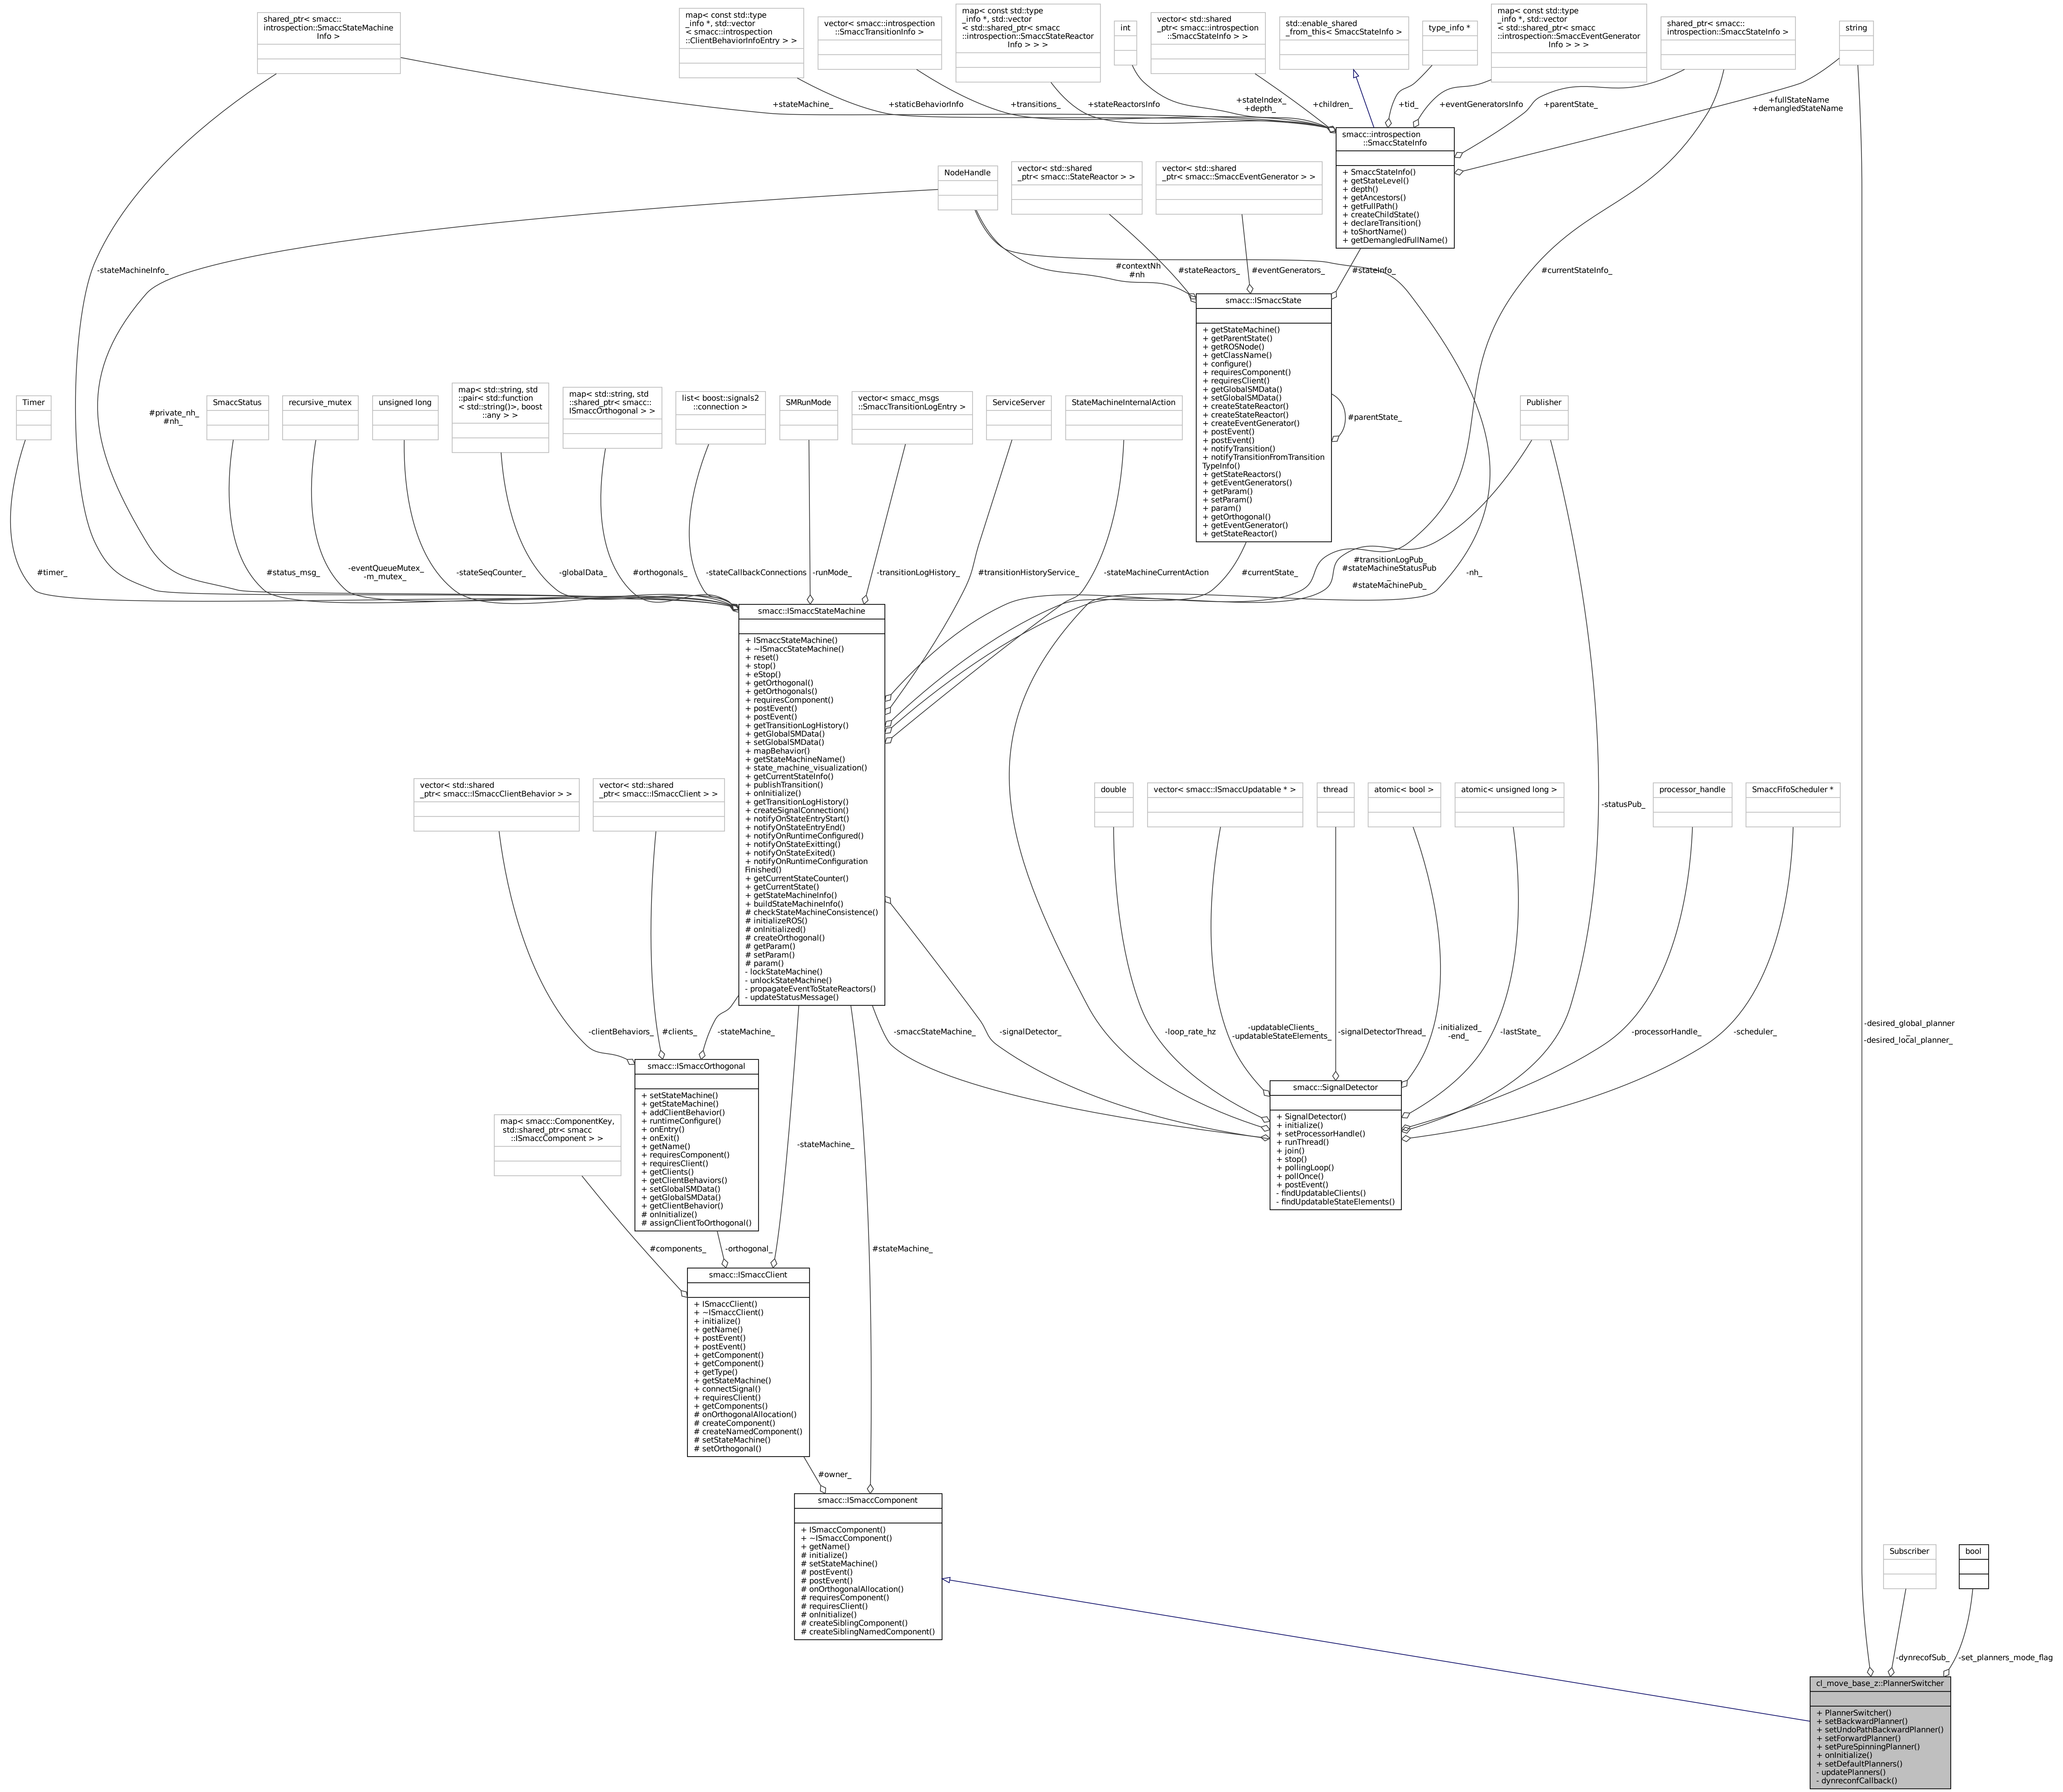 shared_ptr< smacc::
introspection::SmaccStateMachine
Info >
map< const std::type
_info *, std::vector
< smacc::introspection
::ClientBehaviorInfoEntry > >
vector< smacc::introspection
::SmaccTransitionInfo >
map< const std::type
_info *, std::vector
< std::shared_ptr< smacc
::introspection::SmaccStateReactor
Info > > >
int
vector< std::shared
_ptr< smacc::introspection
::SmaccStateInfo > >
std::enable_shared
_from_this< SmaccStateInfo >
type_info *
map< const std::type
_info *, std::vector
< std::shared_ptr< smacc
::introspection::SmaccEventGenerator
Info > > >
shared_ptr< smacc::
introspection::SmaccStateInfo >
string
+stateMachine_
+staticBehaviorInfo
+transitions_
+stateReactorsInfo
+stateIndex_
+depth_
+children_
+tid_
+eventGeneratorsInfo
+parentState_
+fullStateName
+demangledStateName
smacc::introspection
::SmaccStateInfo
+ SmaccStateInfo()
+ getStateLevel()
+ depth()
+ getAncestors()
+ getFullPath()
+ createChildState()
+ declareTransition()
+ toShortName()
+ getDemangledFullName()
NodeHandle
vector< std::shared
_ptr< smacc::StateReactor > >
vector< std::shared
_ptr< smacc::SmaccEventGenerator > >
-stateMachineInfo_
#contextNh
#nh
#stateReactors_
#eventGenerators_
#stateInfo_
#currentStateInfo_
smacc::ISmaccState
+ getStateMachine()
+ getParentState()
+ getROSNode()
+ getClassName()
+ configure()
+ requiresComponent()
+ requiresClient()
+ getGlobalSMData()
+ setGlobalSMData()
+ createStateReactor()
+ createStateReactor()
+ createEventGenerator()
+ postEvent()
+ postEvent()
+ notifyTransition()
+ notifyTransitionFromTransition
TypeInfo()
+ getStateReactors()
+ getEventGenerators()
+ getParam()
+ setParam()
+ param()
+ getOrthogonal()
+ getEventGenerator()
+ getStateReactor()
#parentState_
Timer
#private_nh_
#nh_
SmaccStatus
recursive_mutex
unsigned long
map< std::string, std
::pair< std::function
< std::string()>, boost
::any > >
map< std::string, std
::shared_ptr< smacc::
ISmaccOrthogonal > >
list< boost::signals2
::connection >
SMRunMode
vector< smacc_msgs
::SmaccTransitionLogEntry >
ServiceServer
StateMachineInternalAction
Publisher
#timer_
#status_msg_
-eventQueueMutex_
-m_mutex_
-stateSeqCounter_
-globalData_
#orthogonals_
-stateCallbackConnections
-runMode_
-transitionLogHistory_
#transitionHistoryService_
-stateMachineCurrentAction
#currentState_
#transitionLogPub_
#stateMachineStatusPub
_
#stateMachinePub_
-nh_
smacc::ISmaccStateMachine
+ ISmaccStateMachine()
+ ~ISmaccStateMachine()
+ reset()
+ stop()
+ eStop()
+ getOrthogonal()
+ getOrthogonals()
+ requiresComponent()
+ postEvent()
+ postEvent()
+ getTransitionLogHistory()
+ getGlobalSMData()
+ setGlobalSMData()
+ mapBehavior()
+ getStateMachineName()
+ state_machine_visualization()
+ getCurrentStateInfo()
+ publishTransition()
+ onInitialize()
+ getTransitionLogHistory()
+ createSignalConnection()
+ notifyOnStateEntryStart()
+ notifyOnStateEntryEnd()
+ notifyOnRuntimeConfigured()
+ notifyOnStateExitting()
+ notifyOnStateExited()
+ notifyOnRuntimeConfiguration
Finished()
+ getCurrentStateCounter()
+ getCurrentState()
+ getStateMachineInfo()
+ buildStateMachineInfo()
# checkStateMachineConsistence()
# initializeROS()
# onInitialized()
# createOrthogonal()
# getParam()
# setParam()
# param()
- lockStateMachine()
- unlockStateMachine()
- propagateEventToStateReactors()
- updateStatusMessage()
vector< std::shared
_ptr< smacc::ISmaccClientBehavior > >
vector< std::shared
_ptr< smacc::ISmaccClient > >
double
vector< smacc::ISmaccUpdatable * >
thread
atomic< bool >
atomic< unsigned long >
-statusPub_
processor_handle
SmaccFifoScheduler *
-clientBehaviors_
#clients_
-stateMachine_
-smaccStateMachine_
-signalDetector_
-loop_rate_hz
-updatableClients_
-updatableStateElements_
-signalDetectorThread_
-initialized_
-end_
-lastState_
-processorHandle_
-scheduler_
-desired_global_planner
_
-desired_local_planner_
smacc::ISmaccOrthogonal
+ setStateMachine()
+ getStateMachine()
+ addClientBehavior()
+ runtimeConfigure()
+ onEntry()
+ onExit()
+ getName()
+ requiresComponent()
+ requiresClient()
+ getClients()
+ getClientBehaviors()
+ setGlobalSMData()
+ getGlobalSMData()
+ getClientBehavior()
# onInitialize()
# assignClientToOrthogonal()
smacc::SignalDetector
+ SignalDetector()
+ initialize()
+ setProcessorHandle()
+ runThread()
+ join()
+ stop()
+ pollingLoop()
+ pollOnce()
+ postEvent()
- findUpdatableClients()
- findUpdatableStateElements()
map< smacc::ComponentKey,
std::shared_ptr< smacc
::ISmaccComponent > >
-stateMachine_
#components_
-orthogonal_
#stateMachine_
smacc::ISmaccClient
+ ISmaccClient()
+ ~ISmaccClient()
+ initialize()
+ getName()
+ postEvent()
+ postEvent()
+ getComponent()
+ getComponent()
+ getType()
+ getStateMachine()
+ connectSignal()
+ requiresClient()
+ getComponents()
# onOrthogonalAllocation()
# createComponent()
# createNamedComponent()
# setStateMachine()
# setOrthogonal()
#owner_
smacc::ISmaccComponent
+ ISmaccComponent()
+ ~ISmaccComponent()
+ getName()
# initialize()
# setStateMachine()
# postEvent()
# postEvent()
# onOrthogonalAllocation()
# requiresComponent()
# requiresClient()
# onInitialize()
# createSiblingComponent()
# createSiblingNamedComponent()
Subscriber
bool
-dynrecofSub_
-set_planners_mode_flag
cl_move_base_z::PlannerSwitcher
+ PlannerSwitcher()
+ setBackwardPlanner()
+ setUndoPathBackwardPlanner()
+ setForwardPlanner()
+ setPureSpinningPlanner()
+ onInitialize()
+ setDefaultPlanners()
- updatePlanners()
- dynreconfCallback()